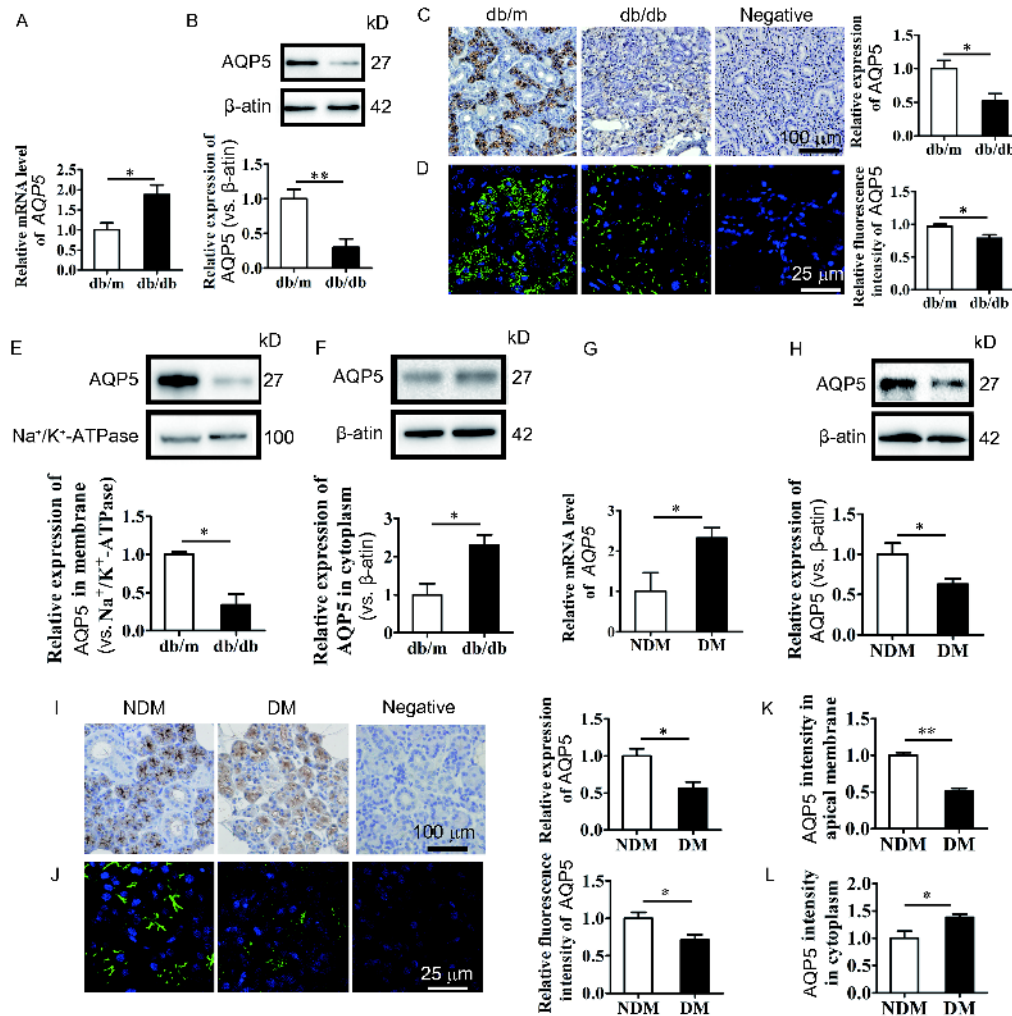 A
Relative mRNA level
of AQP5
2.5
2.0
1.5
1.0
0.5
0.0
*
db/m db/db
B
kD
AQP5
27
β-atin
42
Relative expression of
AQP5 (vs. β-atin)
1.5
1.0
0.5
0.0
**
db/m db/db
C
db/m
db/db
Negative
100 μm
Relative expression
of AQP5
1.5
1.0
0.5
0.0
*
db/m db/db
D
25 μm
Relative fluorescence
intensity of AQP5
1.5
1.0
0.5
0.0
*
db/m db/db
E
kD
AQP5
27
Na⁺/K⁺-ATPase
100
Relative expression of
AQP5 in membrane
(vs. Na⁺/K⁺-ATPase)
1.5
1.0
0.5
0.0
*
db/m db/db
F
kD
AQP5
27
β-atin
42
Relative expression of
AQP5 in cytoplasm
(vs. β-atin)
3
2
1
0
*
db/m db/db
G
Relative mRNA level
of AQP5
3
2
1
0
*
NDM DM
H
kD
AQP5
27
β-atin
42
Relative expression of
AQP5 (vs. β-atin)
1.5
1.0
0.5
0.0
*
NDM DM
I
NDM
DM
Negative
100 μm
Relative expression
of AQP5
1.5
1.0
0.5
0.0
*
NDM DM
J
25 μm
Relative fluorescence
intensity of AQP5
1.5
1.0
0.5
0.0
*
NDM DM
K
AQP5 intensity in
apical membrane
1.5
1.0
0.5
0.0
**
NDM DM
L
AQP5 intensity
in cytoplasm
2.0
1.5
1.0
0.5
0.0
*
NDM DM